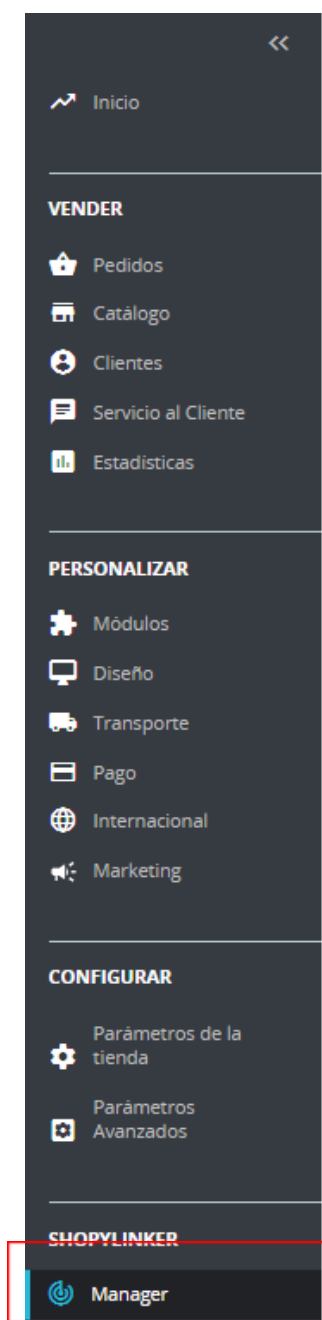 Inicio
VENDER
Pedidos
Catálogo
Clientes
Servicio al Cliente
Estadísticas
PERSONALIZAR
Módulos
Diseño
Transporte
Pago
Internacional
Marketing
CONFIGURAR
Parámetros de la
tienda
Parámetros
Avanzados
SHOPYLINKER
Manager